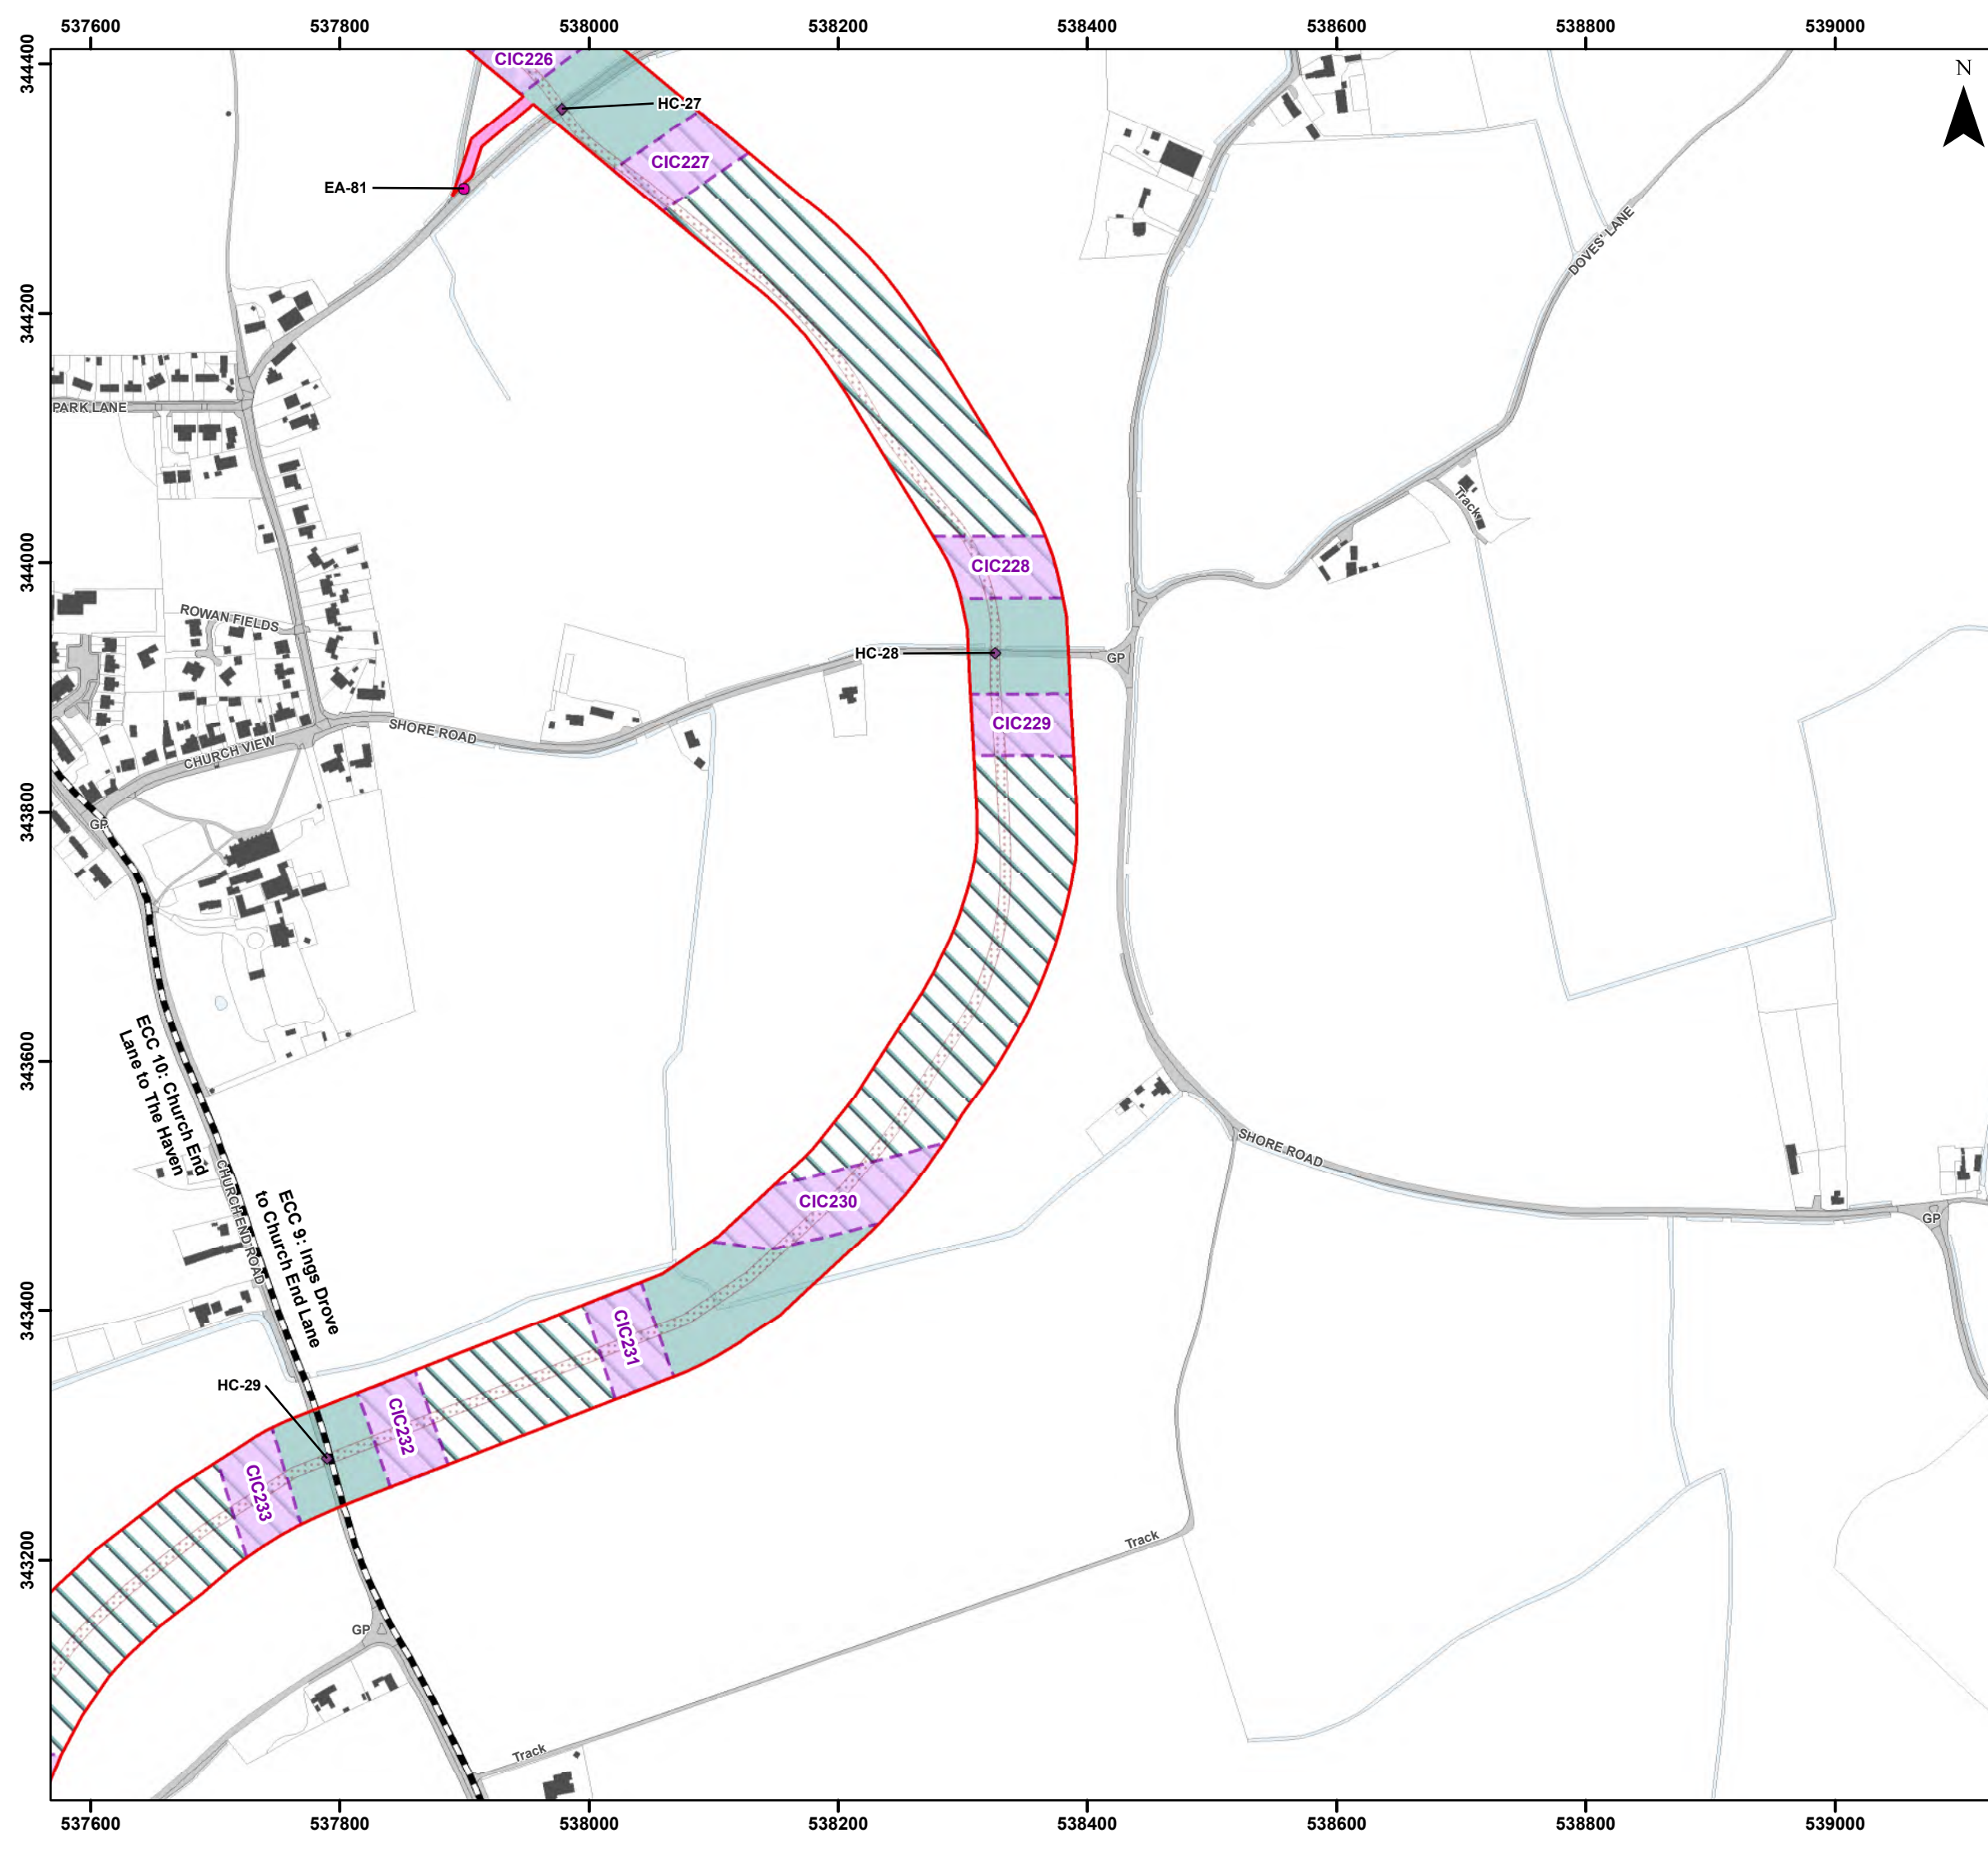 537600 537800 538000 538200 538400 538600 538800 539000
344400
CIC226
N
HC-27
CIC227
EA-81
DOVES' LANE
344200
PARK LANE
Track
344000
CIC228
ROWAN FIELDS
HC-28
GP
SHORE ROAD
CIC229
CHURCH VIEW
343800
GP
343600
ECC 10: Church End
Lane to The Haven
SHORE ROAD
CHURCH END ROAD
ECC 9: Ings Drove
to Church End Lane
CIC230
GP
343400
CIC231
HC-29
CIC232
CIC233
343200
Track
GP
Track
537600 537800 538000 538200 538400 538600 538800 539000